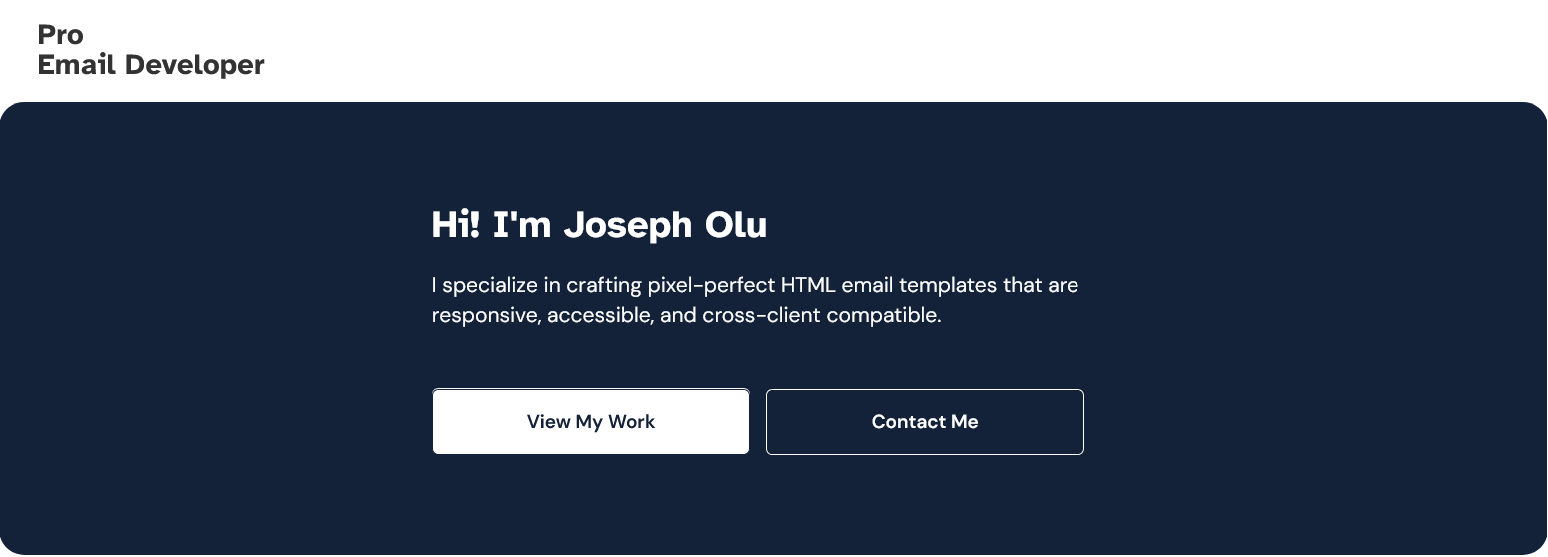 Pro
Email Developer
Hi! I'm Joseph Olu
I specialize in crafting pixel-perfect HTML email templates that are
responsive, accessible, and cross-client compatible.
View My Work
Contact Me